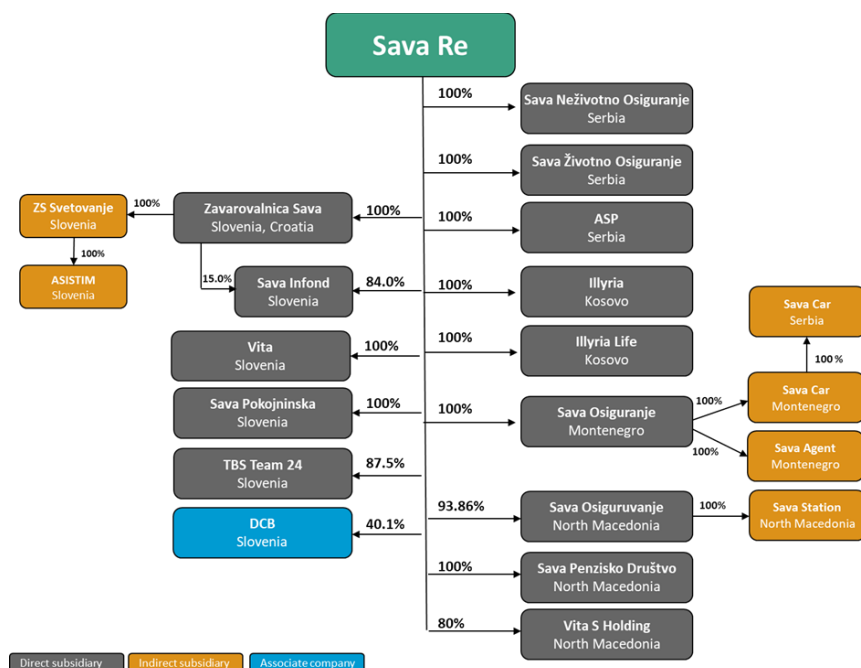 Sava Re
100%
Sava Neživotno Osiguranje
Serbia
100%
Sava Životno Osiguranje
Serbia
ZS Svetovanje
Slovenia
100%
Zavarovalnica Sava
Slovenia, Croatia
100%
100%
ASP
Serbia
100%
ASISTIM
Slovenia
15.0%
Sava Infond
Slovenia
84.0%
100%
Illyria
Kosovo
Sava Car
Serbia
Vita
Slovenia
100%
100%
Illyria Life
Kosovo
100 %
Sava Pokojninska
Slovenia
100%
100%
Sava Osiguranje
Montenegro
100%
Sava Car
Montenegro
100%
Sava Agent
Montenegro
TBS Team 24
Slovenia
87.5%
93.86%
Sava Osiguruvanje
North Macedonia
100%
Sava Station
North Macedonia
DCB
Slovenia
40.1%
100%
Sava Penzisko Društvo
North Macedonia
80%
Vita S Holding
North Macedonia
Direct subsidiary
Indirect subsidiary
Associate company